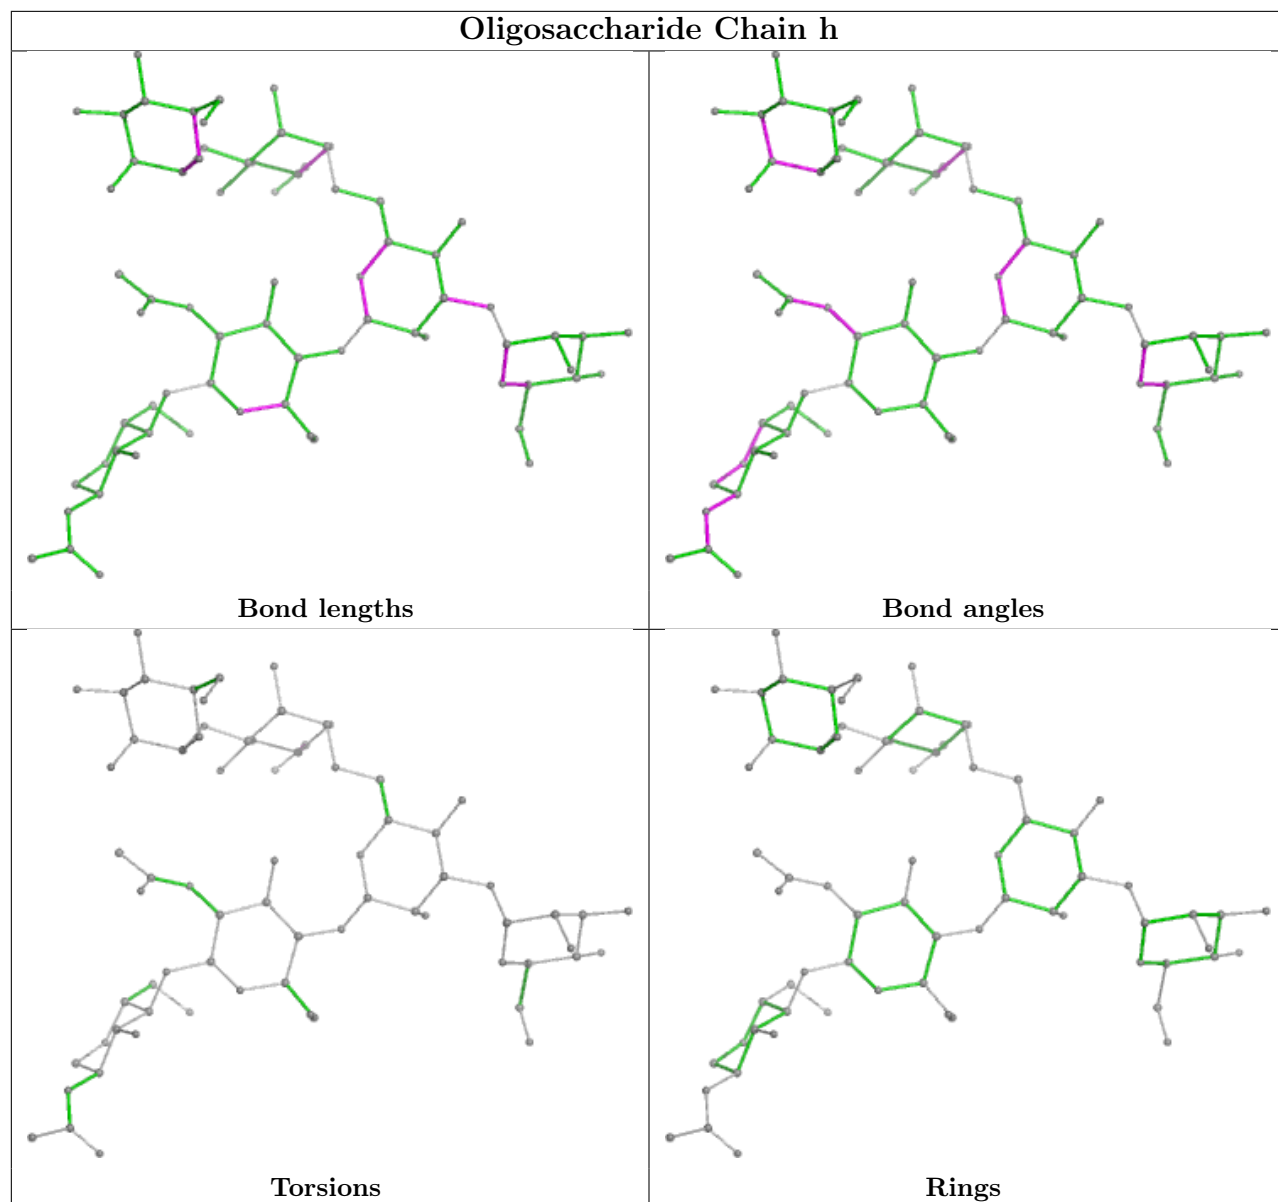 Oligosaccharide Chain h
Bond lengths
Bond angles
Torsions
Rings